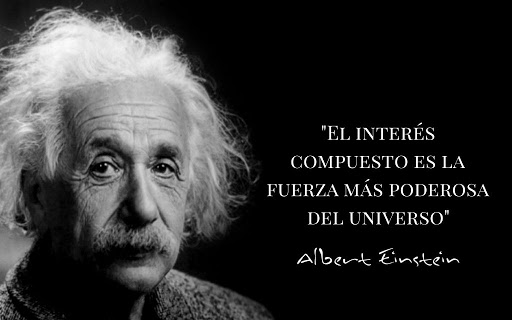 "El interés
compuesto es la
fuerza más poderosa
del universo"
Albert Einstein